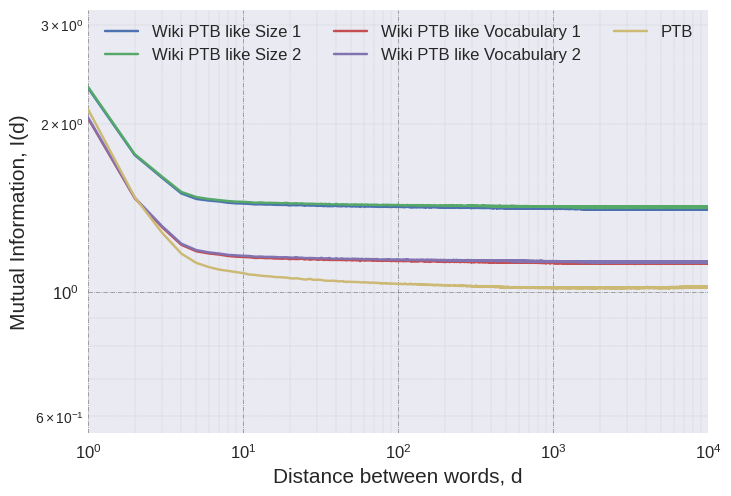 3×10⁰
Wiki PTB like Size 1
Wiki PTB like Vocabulary 1
PTB
Wiki PTB like Size 2
Wiki PTB like Vocabulary 2
2×10⁰
10⁰
6×10⁻¹
Mutual Information, I(d)
10⁰ 10¹ 10² 10³ 10⁴
Distance between words, d